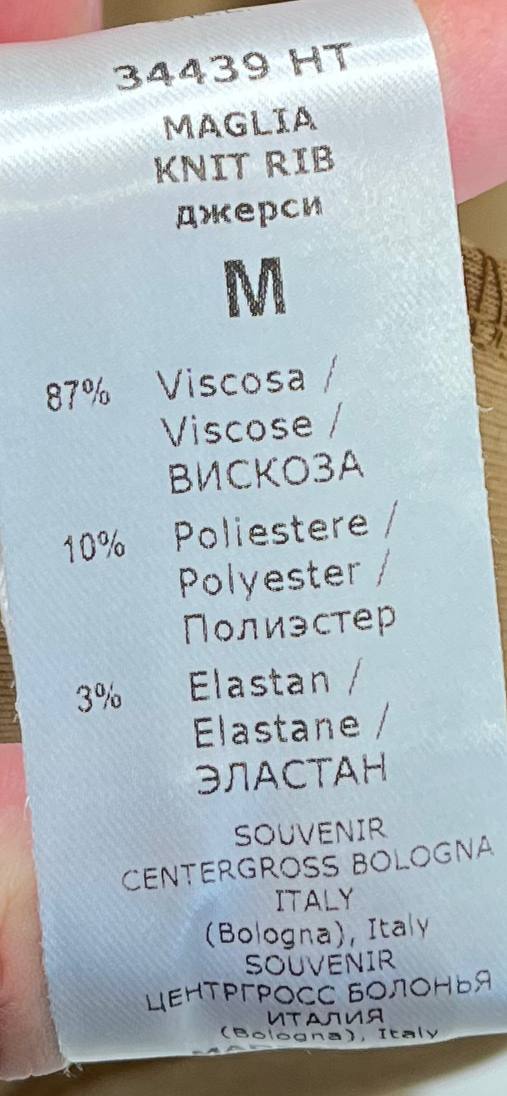 34439 HT
MAGLIA
KNIT RIB
джерси
M
87% Viscosa /
Viscose /
ВИСКОЗА
10% Poliestere /
Polyester /
Полиэстер
3% Elastan /
Elastane /
ЭЛАСТАН
SOUVENIR
CENTERGROSS BOLOGNA
ITALY
(Bologna), Italy
SOUVENIR
ЦЕНТРГРОСС БОЛОНЬЯ
ИТАЛИЯ
(Bologna), Italy